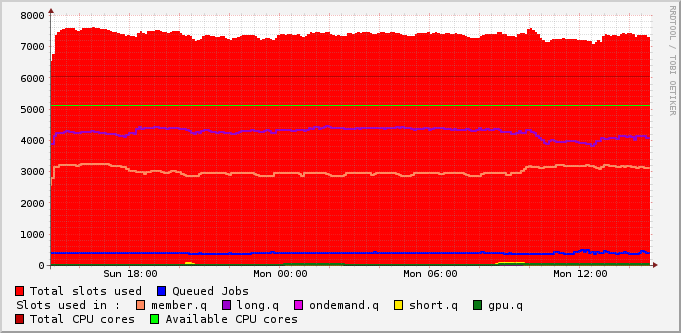 8000
7000
6000
5000
4000
3000
2000
1000
0
Sun 18:00 Mon 00:00 Mon 06:00 Mon 12:00
RRDTOOL / TOBI OETIKER
Total slots used Queued Jobs
Slots used in : member.q long.q ondemand.q short.q gpu.q
Total CPU cores Available CPU cores